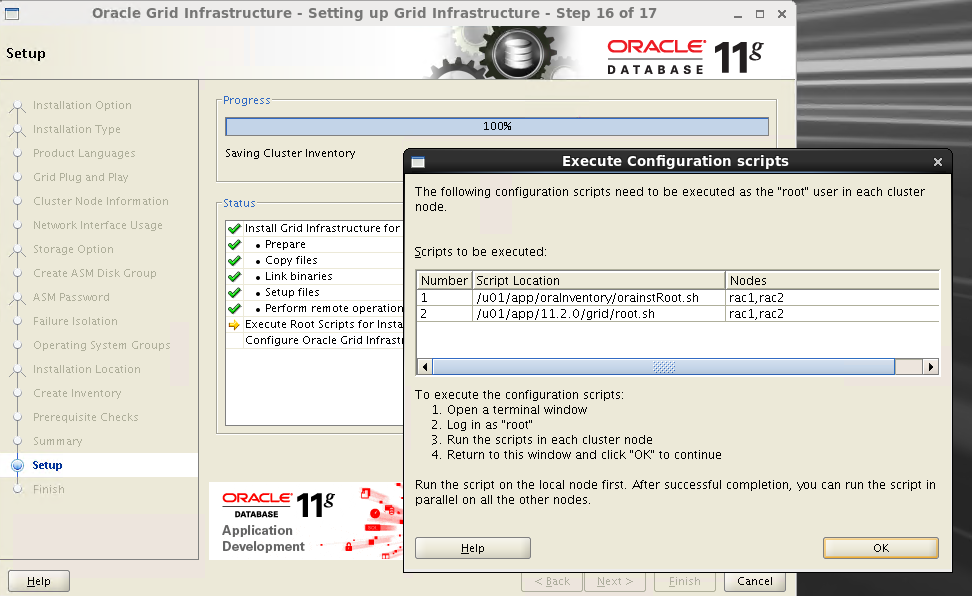 Oracle Grid Infrastructure - Setting up Grid Infrastructure - Step 16 of 17
Setup
ORACLE
DATABASE
11g
Installation Option
Installation Type
Product Languages
Grid Plug and Play
Cluster Node Information
Network Interface Usage
Storage Option
Create ASM Disk Group
ASM Password
Failure Isolation
Operating System Groups
Installation Location
Create Inventory
Prerequisite Checks
Summary
Setup
Finish
Progress
100%
Saving Cluster Inventory
Status
Install Grid Infrastructure for
• Prepare
• Copy files
• Link binaries
• Setup files
• Perform remote operation
Execute Root Scripts for Insta
Configure Oracle Grid Infrastr
ORACLE
DATABASE
11g
Application
Development
Execute Configuration scripts
The following configuration scripts need to be executed as the "root" user in each cluster
node.
Scripts to be executed:
Number Script Location Nodes
1 /u01/app/oraInventory/orainstRoot.sh rac1,rac2
2 /u01/app/11.2.0/grid/root.sh rac1,rac2
To execute the configuration scripts:
1. Open a terminal window
2. Log in as "root"
3. Run the scripts in each cluster node
4. Return to this window and click "OK" to continue
Run the script on the local node first. After successful completion, you can run the script in
parallel on all the other nodes.
Help
OK
Help
< Back
Next >
Finish
Cancel